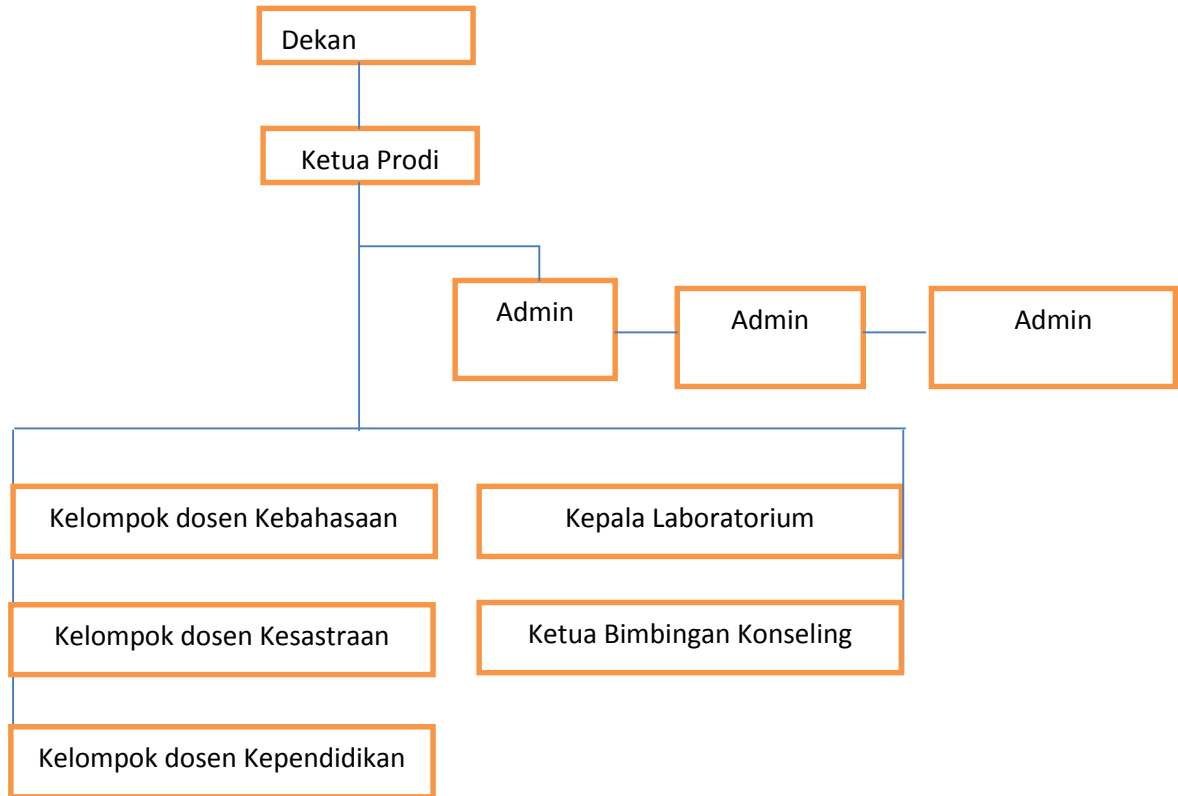 Dekan
Ketua Prodi
Admin
Admin
Admin
Kelompok dosen Kebahasaan
Kepala Laboratorium
Kelompok dosen Kesastraan
Ketua Bimbingan Konseling
Kelompok dosen Kependidikan